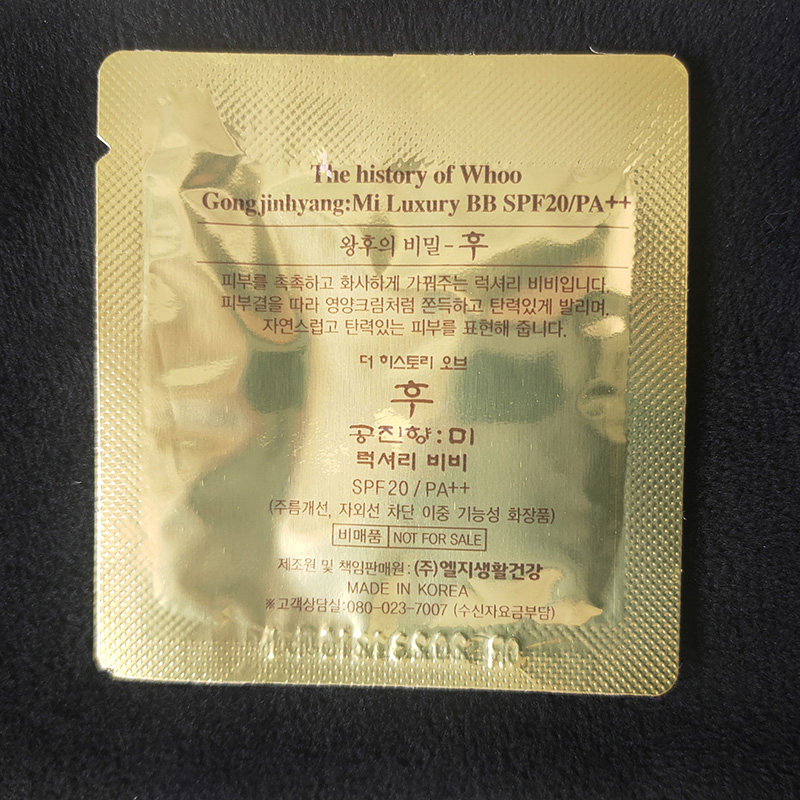 The history of Whoo
Gongjinhyang:Mi Luxury BB SPF20/PA++
왕후의 비밀-후
피부를 촉촉하고 화사하게 가꿔주는 럭셔리 비비입니다.
피부결을 따라 영양크림처럼 쫀득하고 탄력있게 발리며,
자연스럽고 탄력있는 피부를 표현해 줍니다.
더 히스토리 오브
후
공진향:미
럭셔리 비비
SPF20/PA++
(주름개선, 자외선 차단 이중 기능성 화장품)
비매품 NOT FOR SALE
제조원 및 책임판매원 : (주)엘지생활건강
MADE IN KOREA
※고객상담실:080-023-7007 (수신자요금부담)